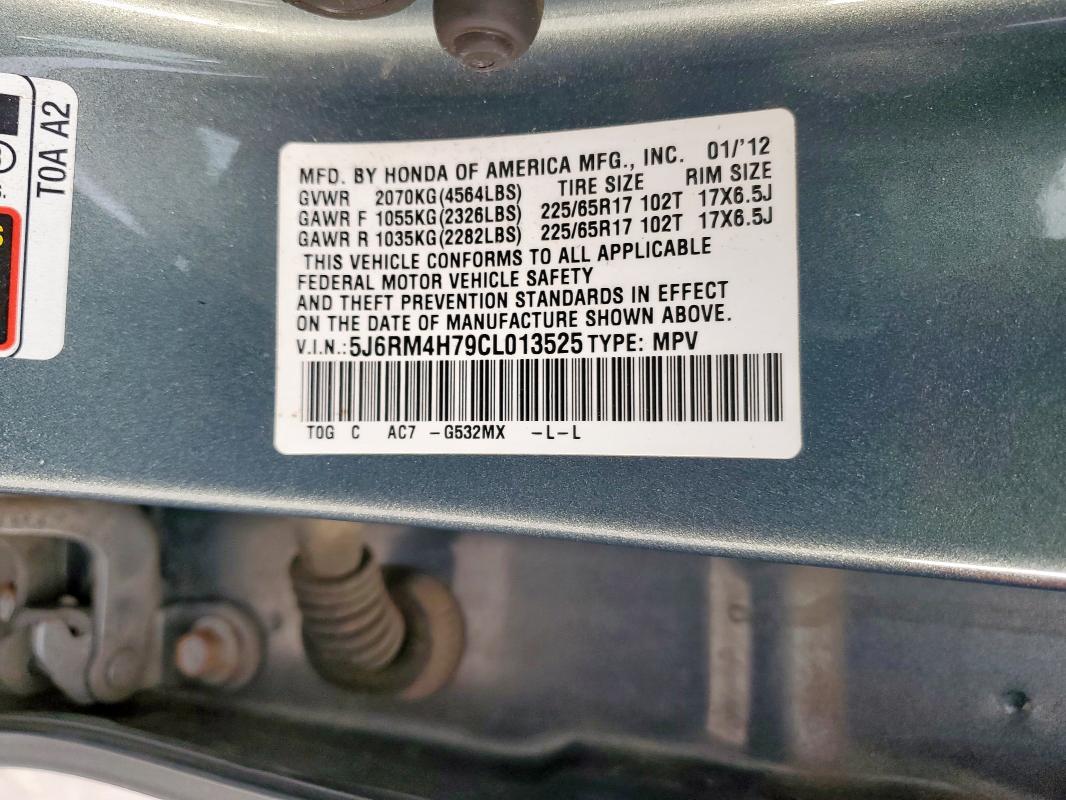 TOA A2
S.
S
MFD. BY HONDA OF AMERICA MFG., INC. 01/'12
GVWR 2070KG(4564LBS) TIRE SIZE RIM SIZE
GAWR F 1055KG(2326LBS) 225/65R17 102T 17X6.5J
GAWR R 1035KG(2282LBS) 225/65R17 102T 17X6.5J
THIS VEHICLE CONFORMS TO ALL APPLICABLE
FEDERAL MOTOR VEHICLE SAFETY
AND THEFT PREVENTION STANDARDS IN EFFECT
ON THE DATE OF MANUFACTURE SHOWN ABOVE.
V.I.N.:5J6RM4H79CL013525 TYPE: MPV
TOG C AC7 -G532MX -L-L